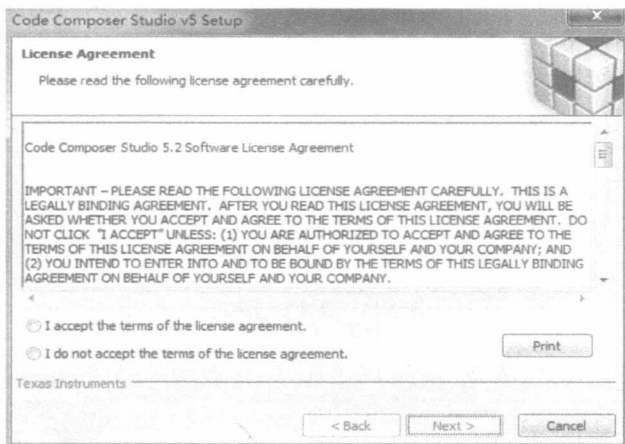 Code Composer Studio v5 Setup
License Agreement
Please read the following license agreement carefully.
Code Composer Studio 5.2 Software License Agreement
IMPORTANT – PLEASE READ THE FOLLOWING LICENSE AGREEMENT CAREFULLY.  THIS IS A
LEGALLY BINDING AGREEMENT.  AFTER YOU READ THIS LICENSE AGREEMENT, YOU WILL BE
ASKED WHETHER YOU ACCEPT AND AGREE TO THE TERMS OF THIS LICENSE AGREEMENT.  DO
NOT CLICK "I ACCEPT" UNLESS: (1) YOU ARE AUTHORIZED TO ACCEPT AND AGREE TO THE
TERMS OF THIS LICENSE AGREEMENT ON BEHALF OF YOURSELF AND YOUR COMPANY; AND
(2) YOU INTEND TO ENTER INTO AND TO BE BOUND BY THE TERMS OF THIS LEGALLY BINDING
AGREEMENT ON BEHALF OF YOURSELF AND YOUR COMPANY.
I accept the terms of the license agreement.
I do not accept the terms of the license agreement.
Print
Texas Instruments
< Back
Next >
Cancel